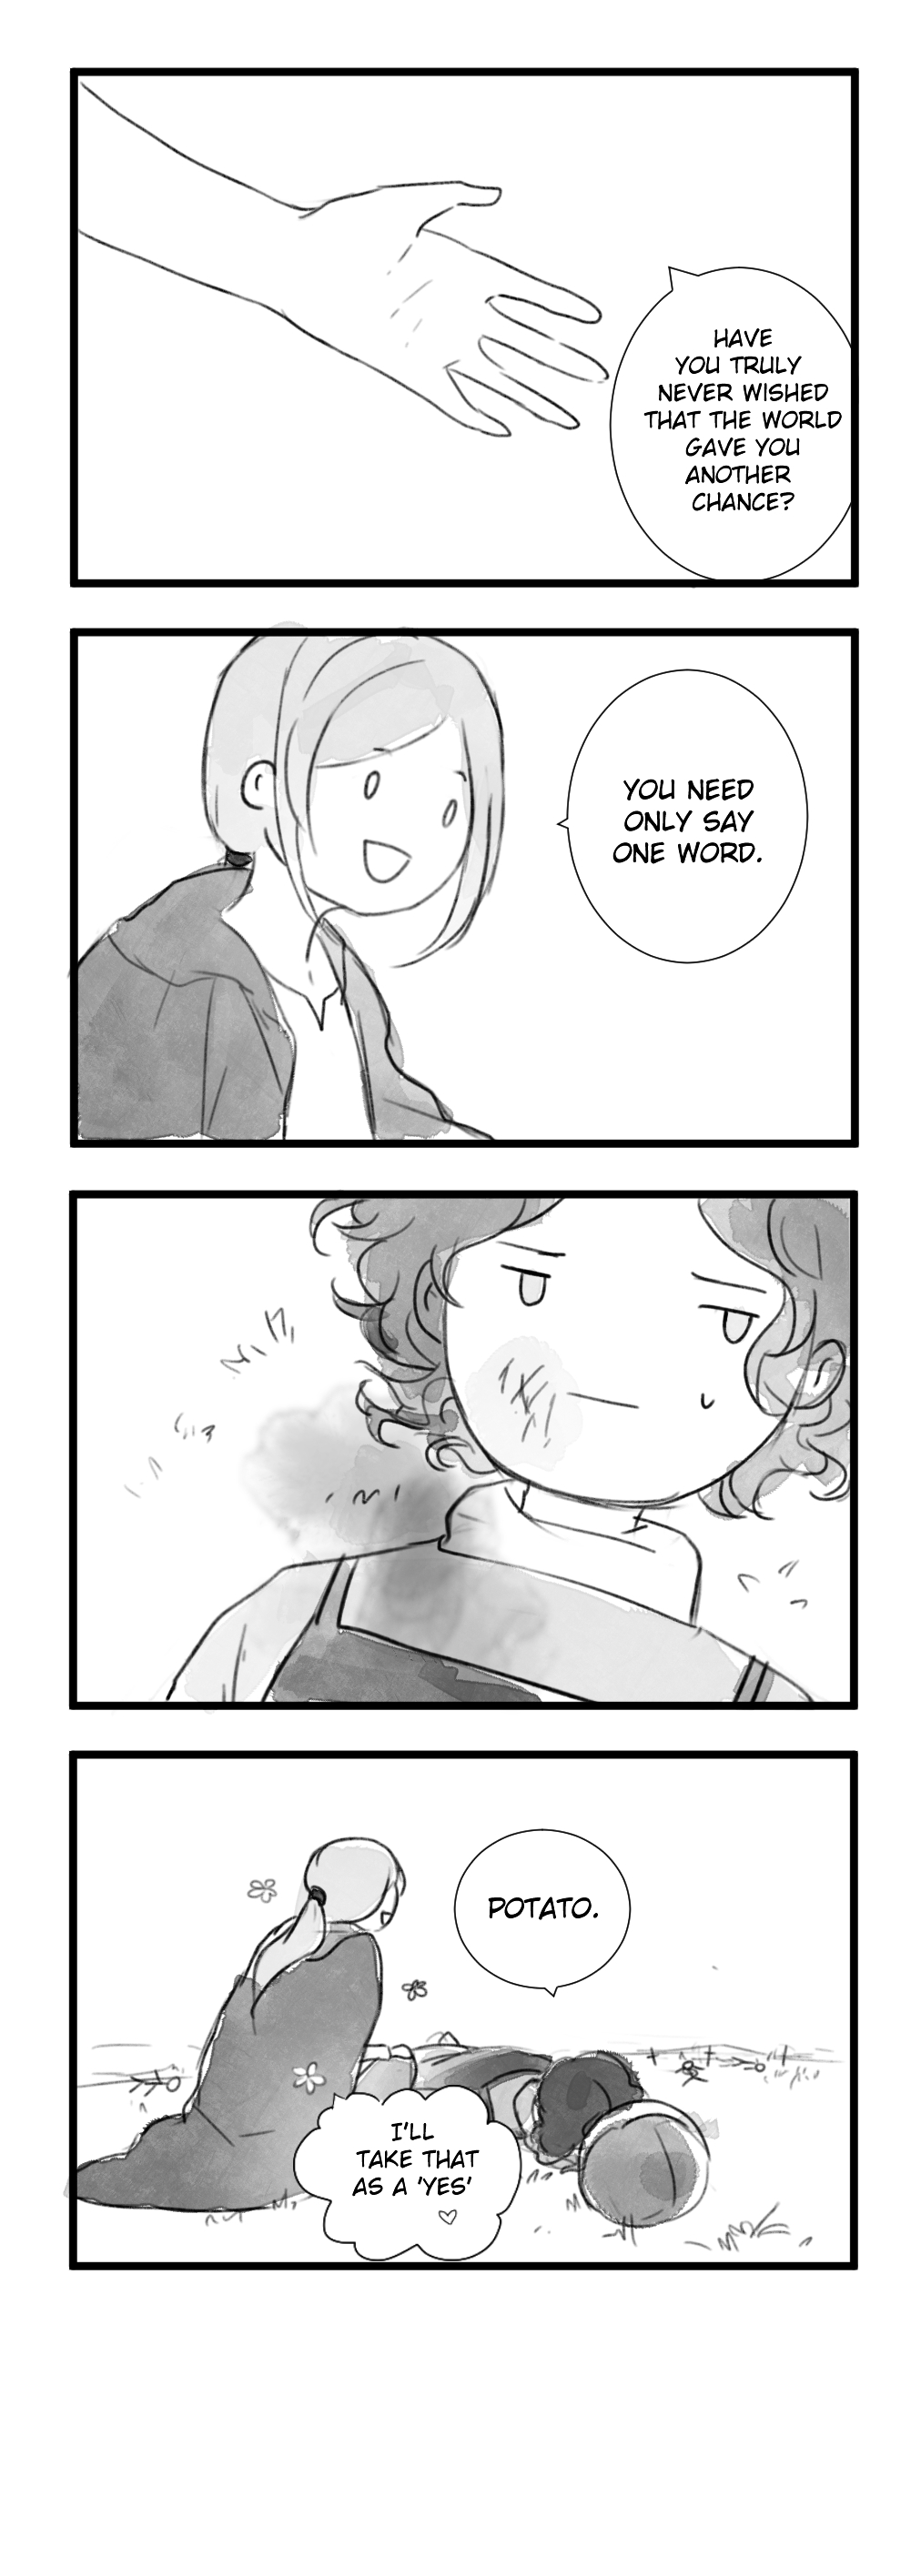 HAVE
YOU TRULY
NEVER WISHED
THAT THE WORLD
GAVE YOU
ANOTHER
CHANCE?
YOU NEED
ONLY SAY
ONE WORD.
POTATO.
I'LL
TAKE THAT
AS A 'YES'